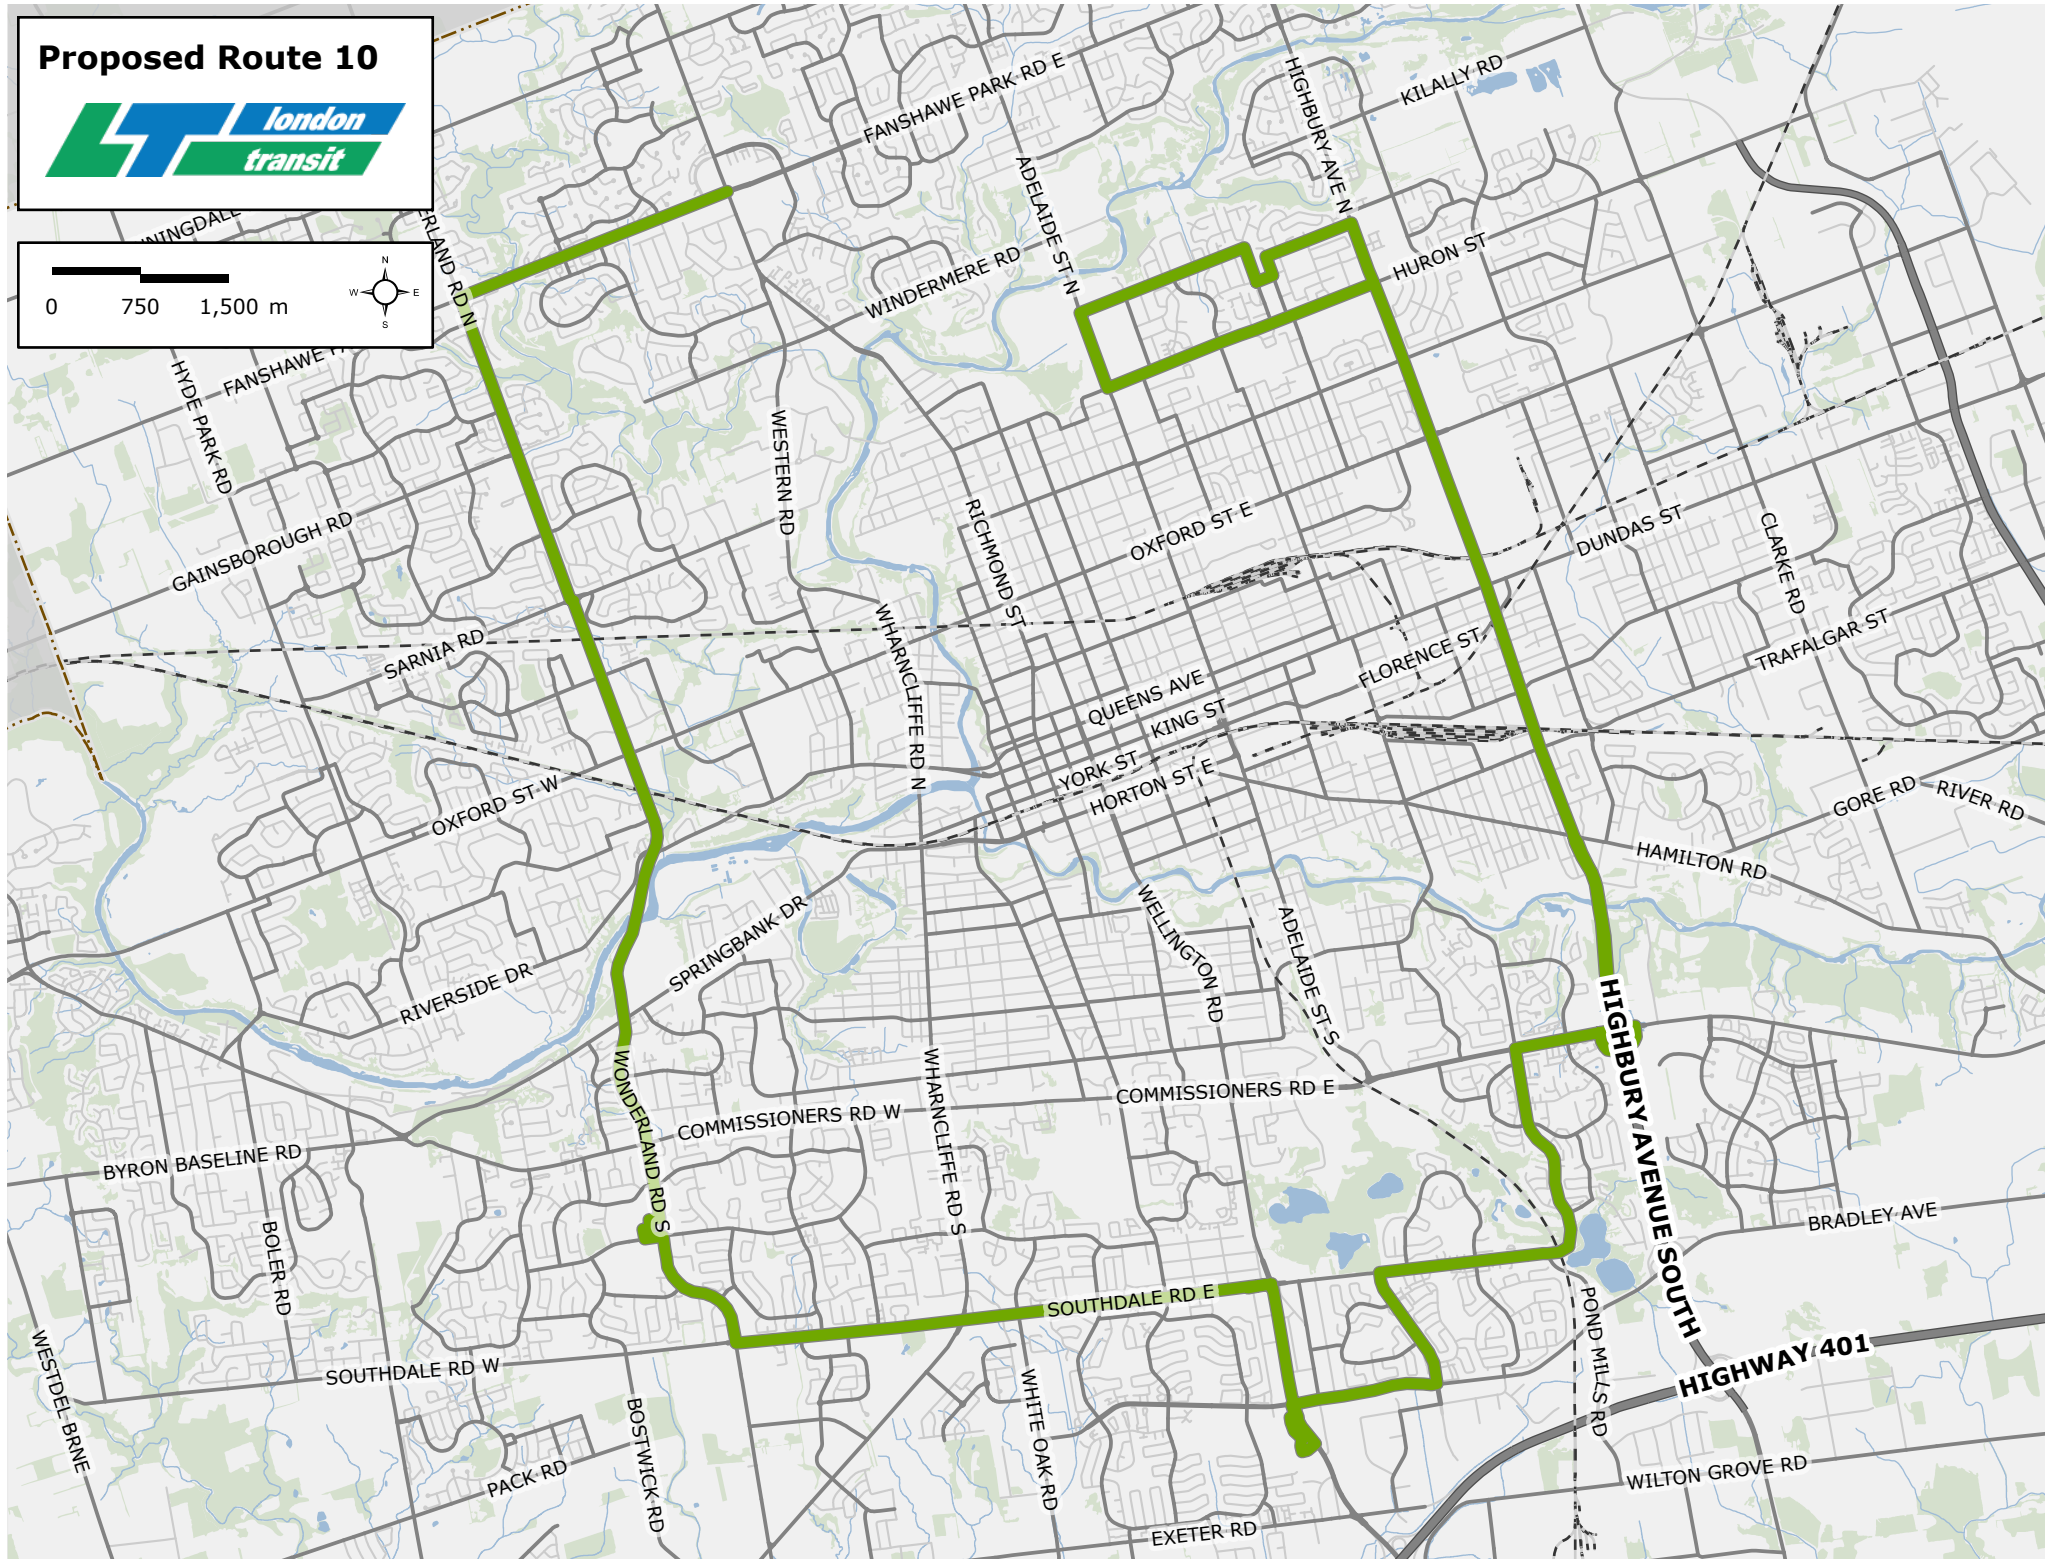 Proposed Route 10
london
transit
0 750 1,500 m
N
W E
S
FANSHAWE PARK RD E
HIGHBURY AVE N
KILALLY RD
ADELAIDE ST N
WINDERMERE RD
HURON ST
HYDE PARK RD
WESTERN RD
GAINSBOROUGH RD
RICHMOND ST
OXFORD ST E
DUNDAS ST
CLARKE RD
SARNIA RD
WHARNCLIFFE RD N
FLORENCE ST
TRAFALGAR ST
QUEENS AVE
KING ST
YORK ST
HORTON ST E
OXFORD ST W
GORE RD
RIVER RD
HAMILTON RD
SPRINGBANK DR
WELLINGTON RD
ADELAIDE ST S
RIVERSIDE DR
HIGHBURY AVENUE SOUTH
WONDERLAND RD S
COMMISSIONERS RD W
COMMISSIONERS RD E
WHARNCLIFFE RD S
BYRON BASELINE RD
BOLER RD
BRADLEY AVE
SOUTHDALE RD E
POND MILLS RD
WESTDEL BRNE
SOUTHDALE RD W
HIGHWAY 401
WHITE OAK RD
BOSTWICK RD
PACK RD
WILTON GROVE RD
EXETER RD